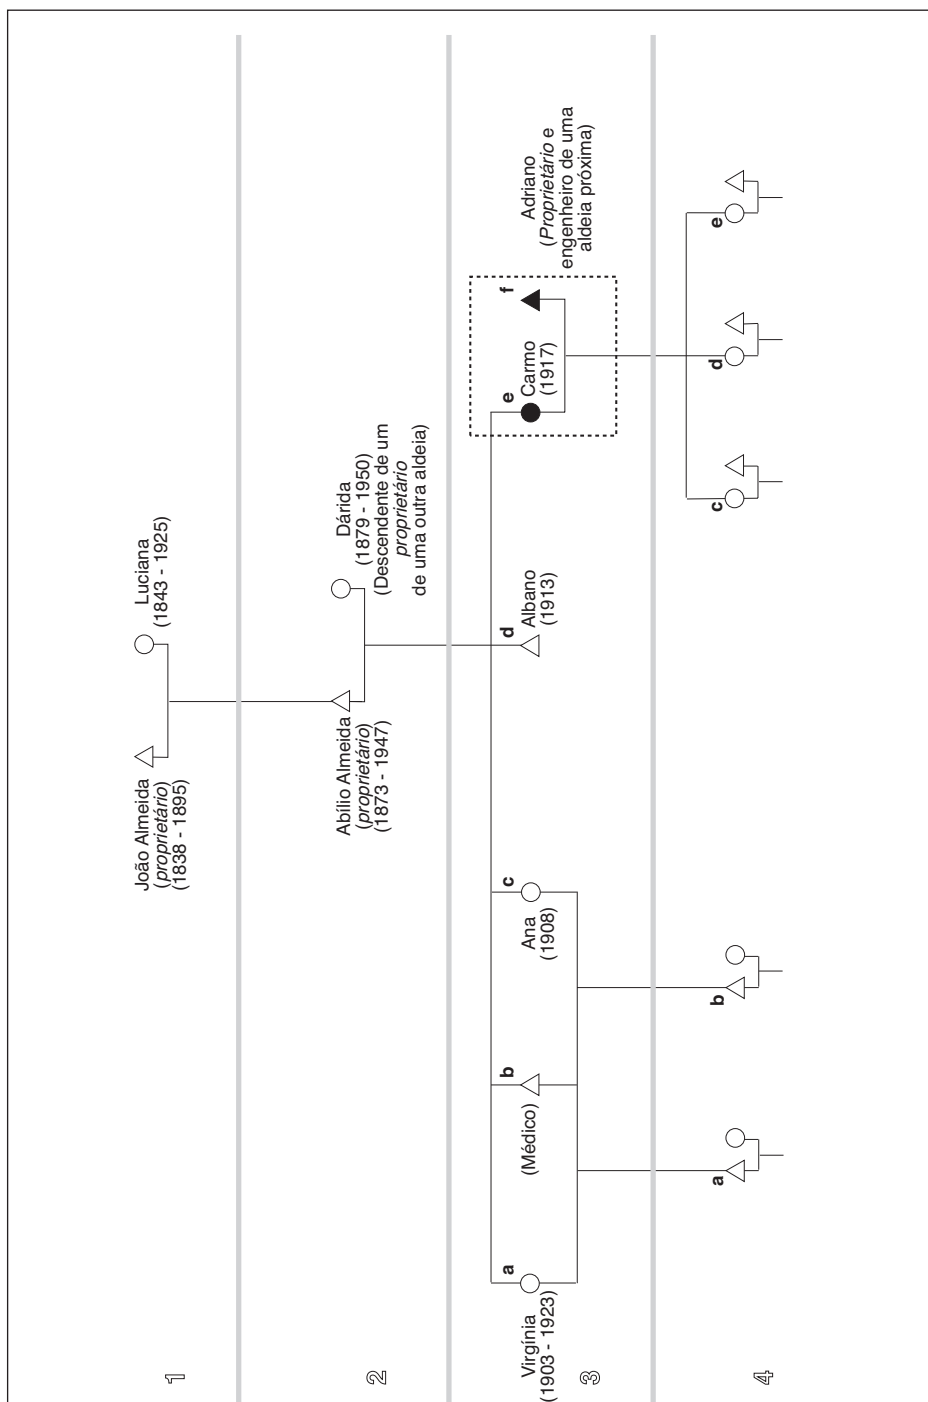 1
João Almeida
(proprietário)
(1838 - 1895)
Luciana
(1843 - 1925)
2
Abílio Almeida
(proprietário)
(1873 - 1947)
Dárida
(1879 - 1950)
(Descendente de um
proprietário
de uma outra aldeia)
3
a
Virgínia
(1903 - 1923)
b
(Médico)
c
Ana
(1908)
d
Albano
(1913)
e
Carmo
(1917)
f
Adriano
(Proprietário e
engenheiro de uma
aldeia próxima)
4
a
b
c
d
e